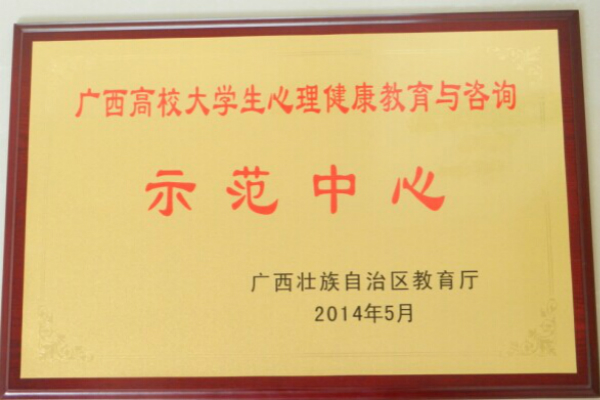 广西高校大学生心理健康教育与咨询
示范中心
广西壮族自治区教育厅
2014年5月